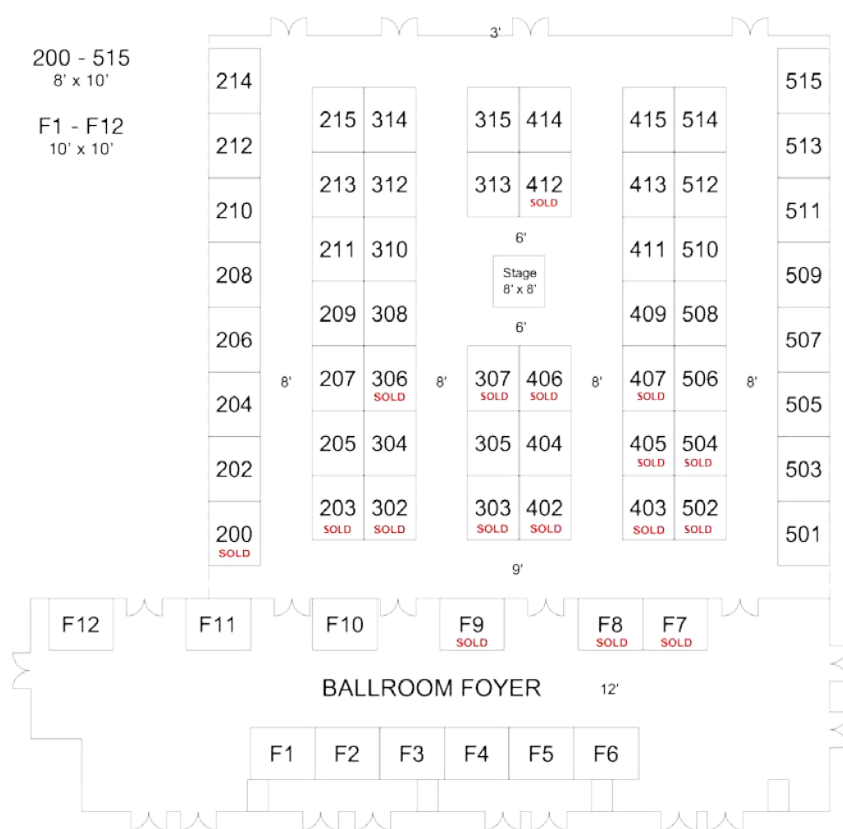 3'
200 - 515
8' x 10'
F1 - F12
10' x 10'
214 515
215 314 315 414 415 514
212 513
213 312 313 412 413 512
SOLD
210 511
6'
211 310 411 510
208 Stage 509
8' x 8'
209 308 409 508
6'
206 507
207 306 307 406 407 506
8' 8' 8' 8'
SOLD SOLD SOLD SOLD
204 505
205 304 305 404 405 504
SOLD SOLD
202 503
203 302 303 402 403 502
SOLD SOLD SOLD SOLD SOLD SOLD
200 501
SOLD
9'
F12 F11 F10 F9 F8 F7
SOLD SOLD SOLD
BALLROOM FOYER 12'
F1 F2 F3 F4 F5 F6